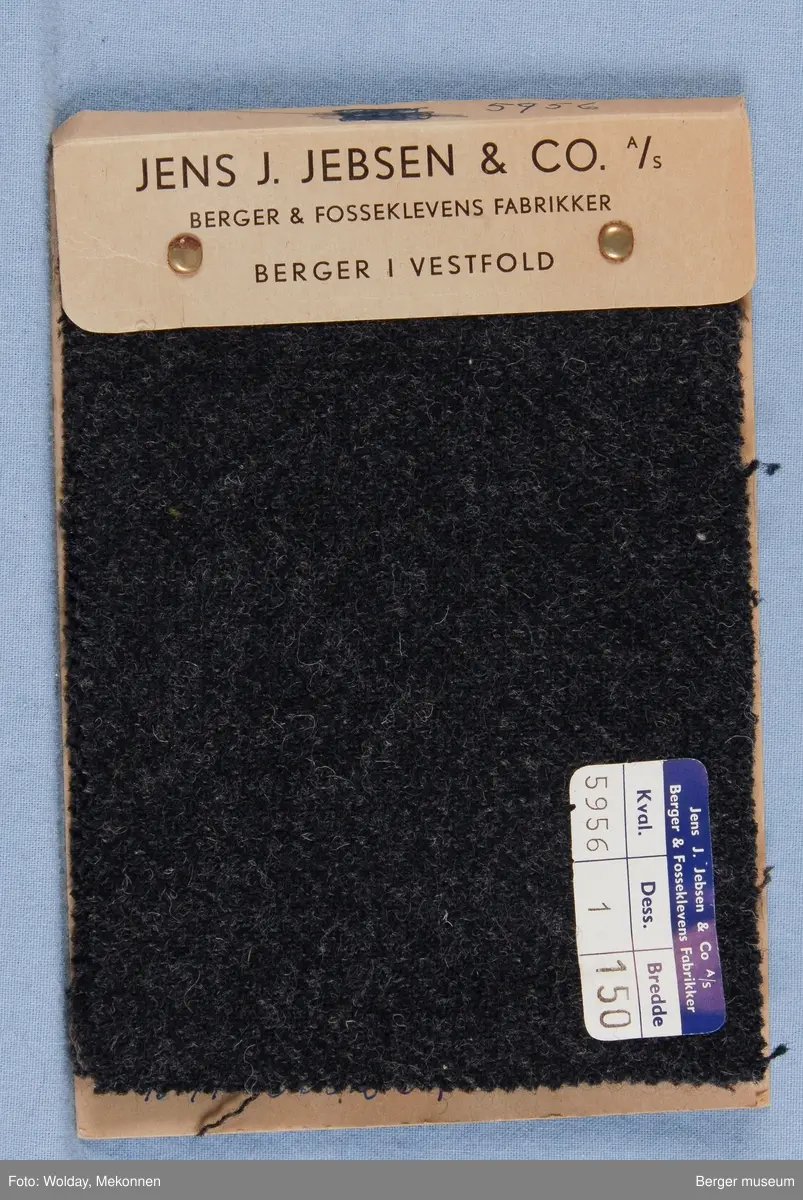 5956
JENS J. JEBSEN & CO. A/S
BERGER & FOSSEKLEVENS FABRIKKER
BERGER I VESTFOLD
Jens J. Jebsen & Co A/S
Berger & Fosseklevens Fabrikker
Kval. Dess. Bredde
5956 1 150
Foto: Wolday, Mekonnen
Berger museum